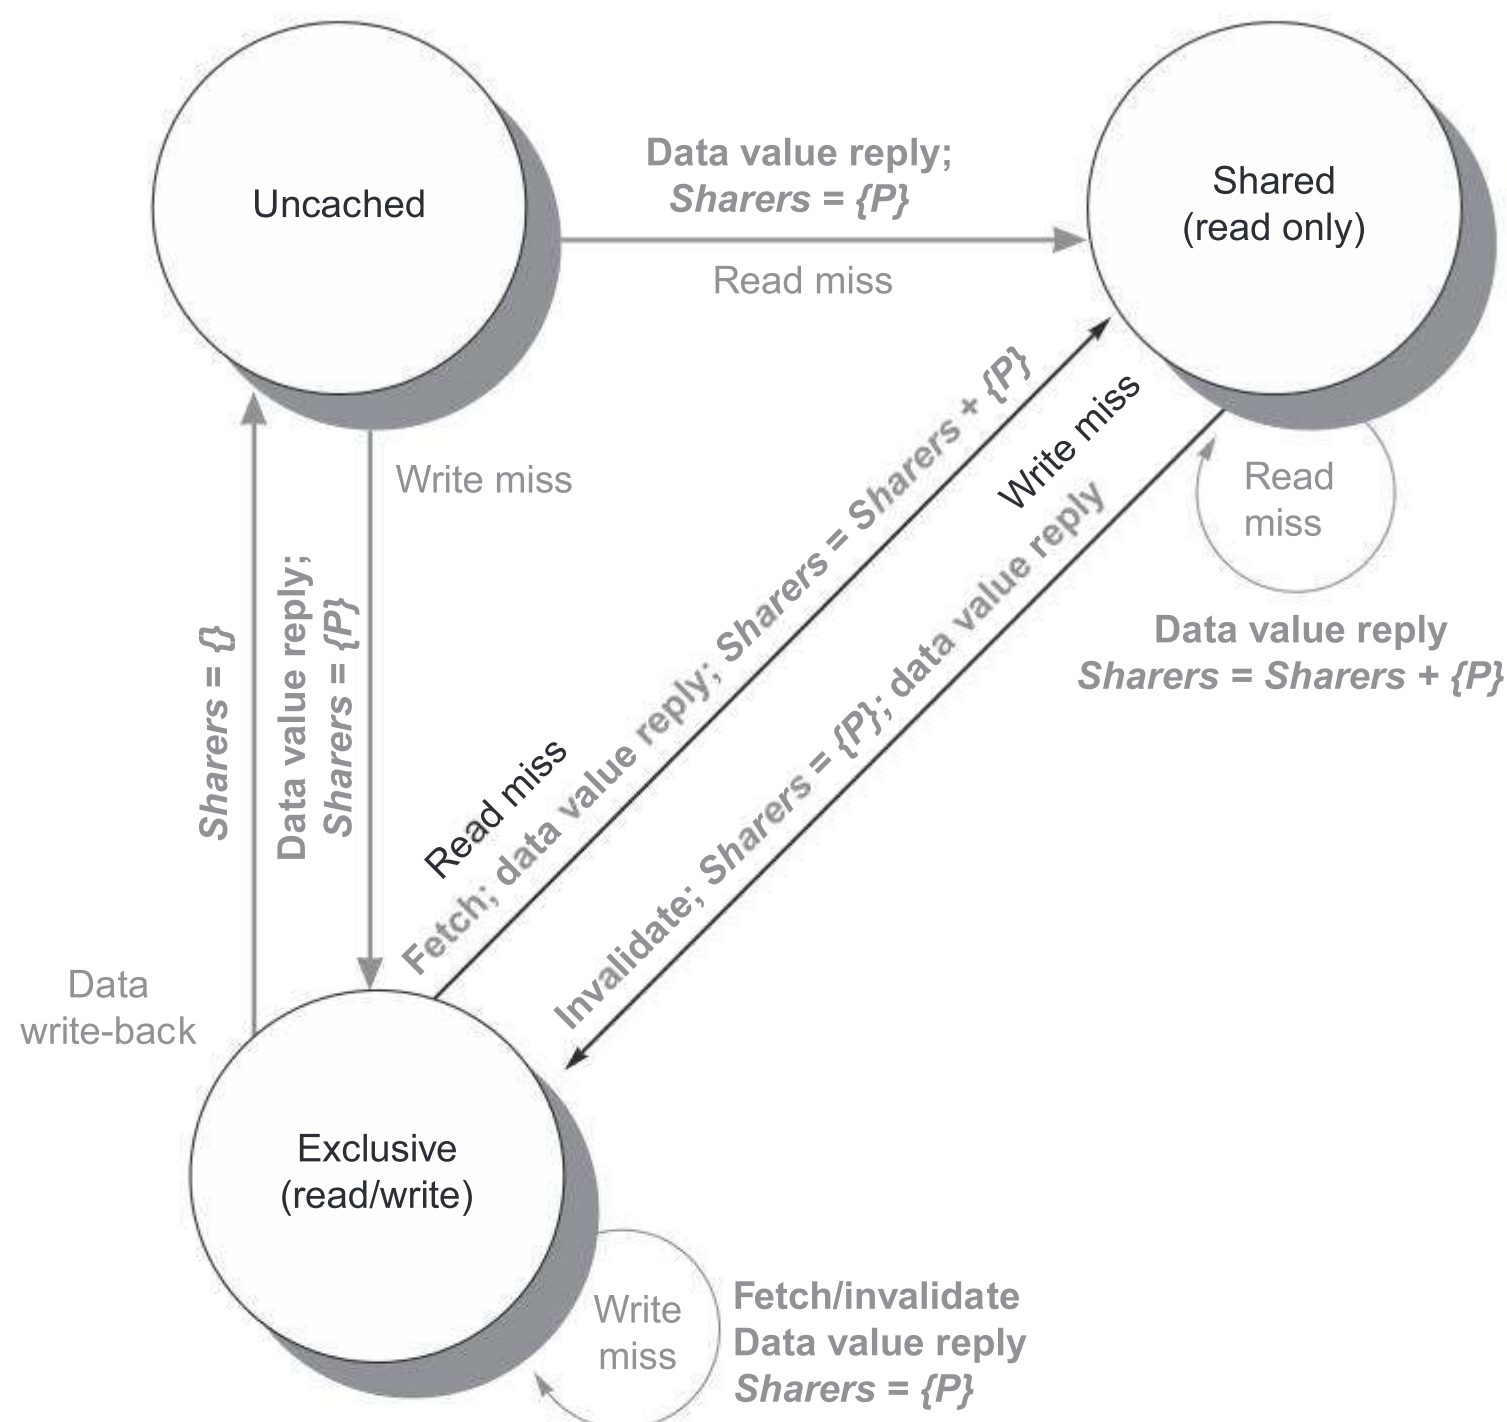 Uncached
Data value reply;
Sharers = {P}
Read miss
Shared
(read only)
Write miss
Sharers = {}
Data value reply;
Sharers = {P}
Data
write-back
Read miss
Fetch; data value reply; Sharers = Sharers + {P}
Write miss
Invalidate; Sharers = {P}; data value reply
Read
miss
Data value reply
Sharers = Sharers + {P}
Exclusive
(read/write)
Write
miss
Fetch/invalidate
Data value reply
Sharers = {P}